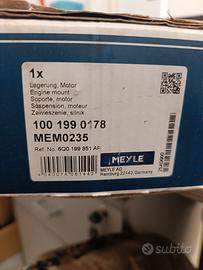 1x
Lagerung, Motor
Engine mount
Soporte, motor
Suspension, moteur
Zawieszenie, silnik
100 199 0178
MEM0235
Ref. No. 6Q0 199 851 AP
MEYLE
MEYLE AG
Hamburg 22143, Germany
subito